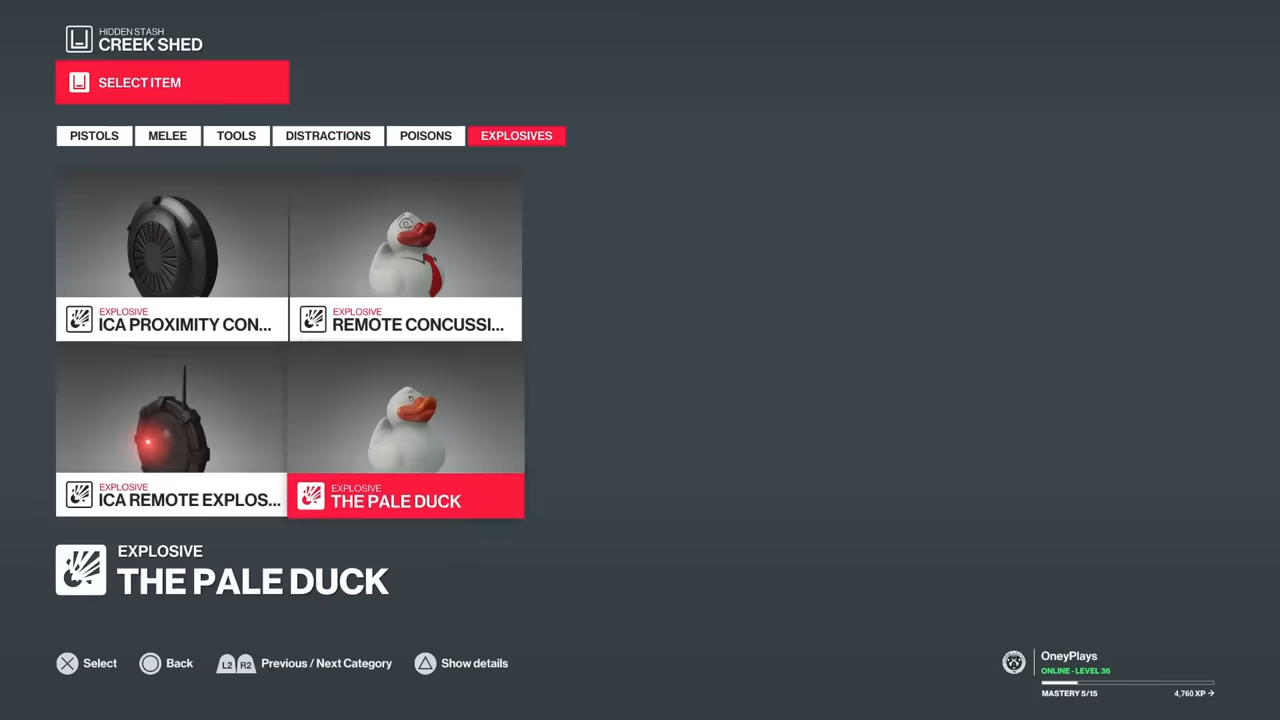 HIDDEN STASH
CREEK SHED
SELECT ITEM
PISTOLS MELEE TOOLS DISTRACTIONS POISONS EXPLOSIVES
EXPLOSIVE
ICA PROXIMITY CON...
EXPLOSIVE
REMOTE CONCUSSI...
EXPLOSIVE
ICA REMOTE EXPLOS...
EXPLOSIVE
THE PALE DUCK
EXPLOSIVE
THE PALE DUCK
Select Back L2 R2 Previous / Next Category Show details
OneyPlays
ONLINE - LEVEL 36
MASTERY 5/15 4,760 XP